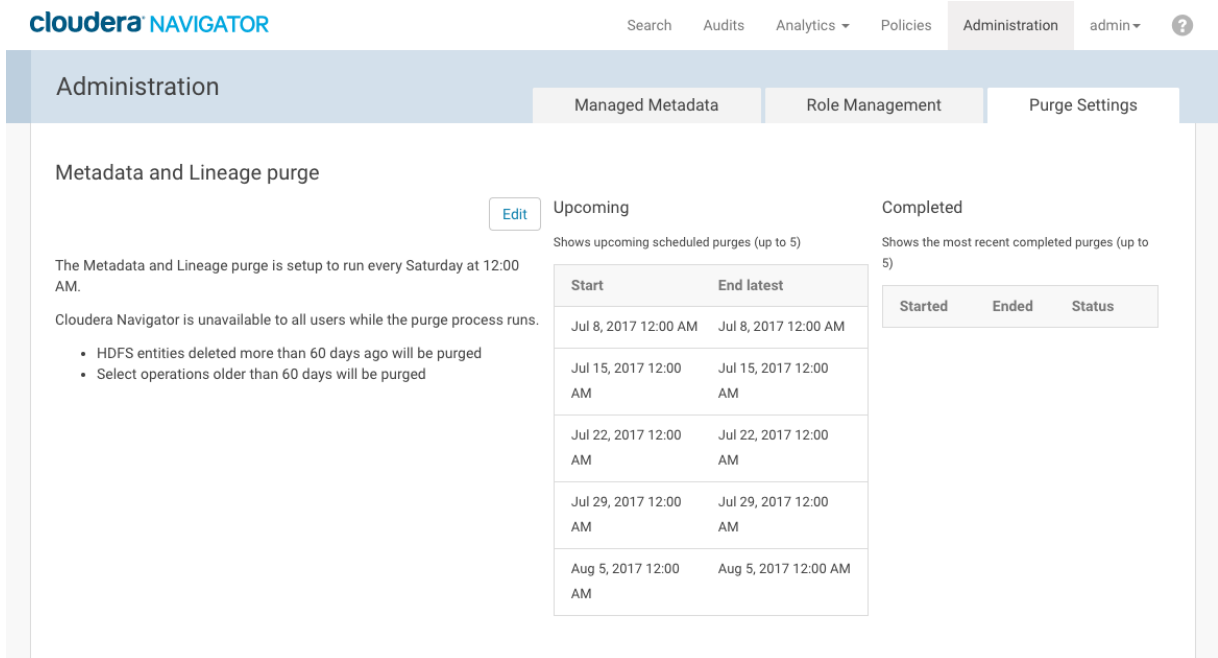 cloudera NAVIGATOR
Search Audits Analytics Policies Administration admin ?
Administration
Managed Metadata Role Management Purge Settings
Metadata and Lineage purge
Edit
The Metadata and Lineage purge is setup to run every Saturday at 12:00
AM.
Cloudera Navigator is unavailable to all users while the purge process runs.
• HDFS entities deleted more than 60 days ago will be purged
• Select operations older than 60 days will be purged
Upcoming
Shows upcoming scheduled purges (up to 5)
Start End latest
Jul 8, 2017 12:00 AM Jul 8, 2017 12:00 AM
Jul 15, 2017 12:00 Jul 15, 2017 12:00
AM AM
Jul 22, 2017 12:00 Jul 22, 2017 12:00
AM AM
Jul 29, 2017 12:00 Jul 29, 2017 12:00
AM AM
Aug 5, 2017 12:00 Aug 5, 2017 12:00 AM
AM
Completed
Shows the most recent completed purges (up to
5)
Started Ended Status